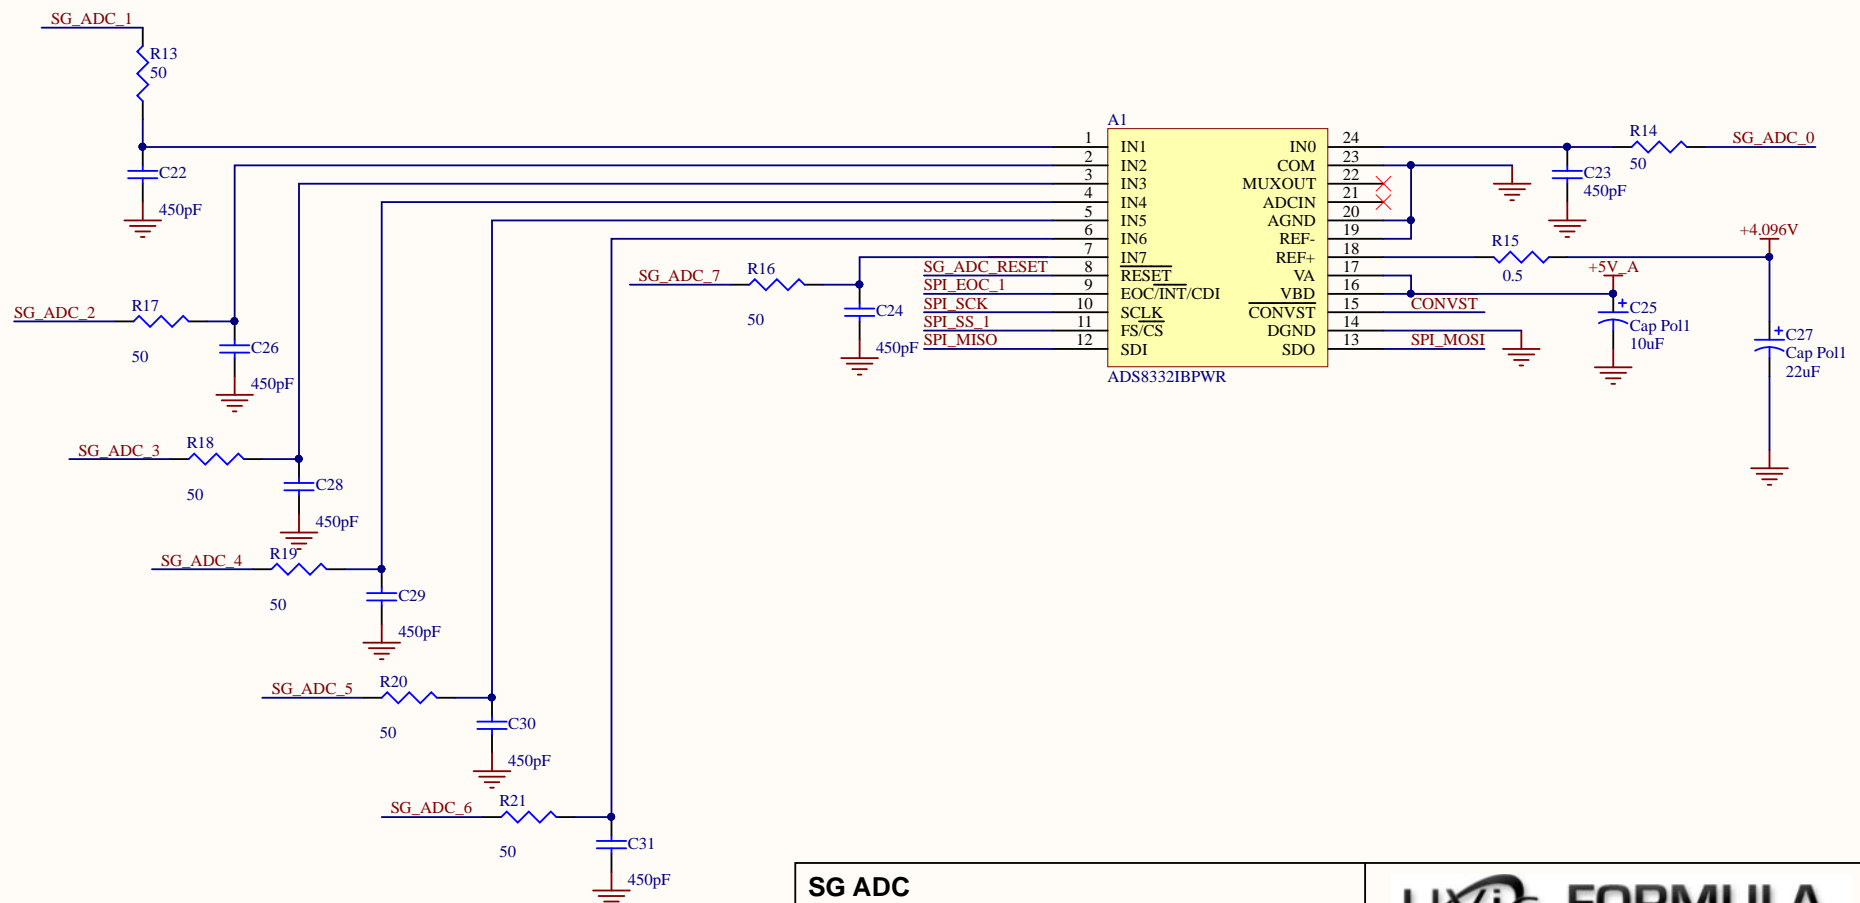 SG_ADC_1
R13
50
C22
450pF
SG_ADC_2
R17
50
C26
450pF
SG_ADC_3
R18
50
C28
450pF
SG_ADC_4
R19
50
C29
450pF
SG_ADC_5
R20
50
C30
450pF
SG_ADC_6
R21
50
C31
450pF
SG_ADC_7
R16
50
C24
450pF
SG_ADC_RESET
SPI_EOC_1
SPI_SCK
SPI_SS_1
SPI_MISO
A1
1 IN1 IN0 24
2 IN2 COM 23
3 IN3 MUXOUT 22
4 IN4 ADCIN 21
5 IN5 AGND 20
6 IN6 REF- 19
7 IN7 REF+ 18
8 RESET VA 17
9 EOC/INT/CDI VBD 16
10 SCLK CONVST 15
11 FS/CS DGND 14
12 SDI SDO 13
ADS8332IBPWR
R14
50
SG_ADC_0
C23
450pF
R15
0.5
+4.096V
+5V_A
CONVST
SPI_MOSI
+
C25
Cap Pol1
10uF
+
C27
Cap Pol1
22uF
SG ADC
UVic FORMULA